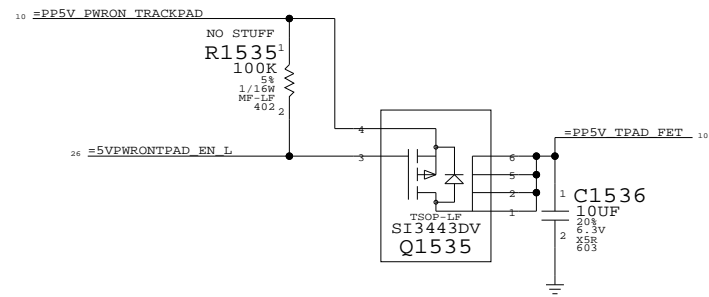 10 =PP5V_PWRON_TRACKPAD
NO STUFF
R1535 1
100K
5%
1/16W
MF-LF
402 2
26 =5VPWRONTPAD_EN_L
4
3
6
5
2
1
TSOP-LF
SI3443DV
Q1535
=PP5V_TPAD_FET 10
1 C1536
10UF
20%
6.3V
2 X5R
603